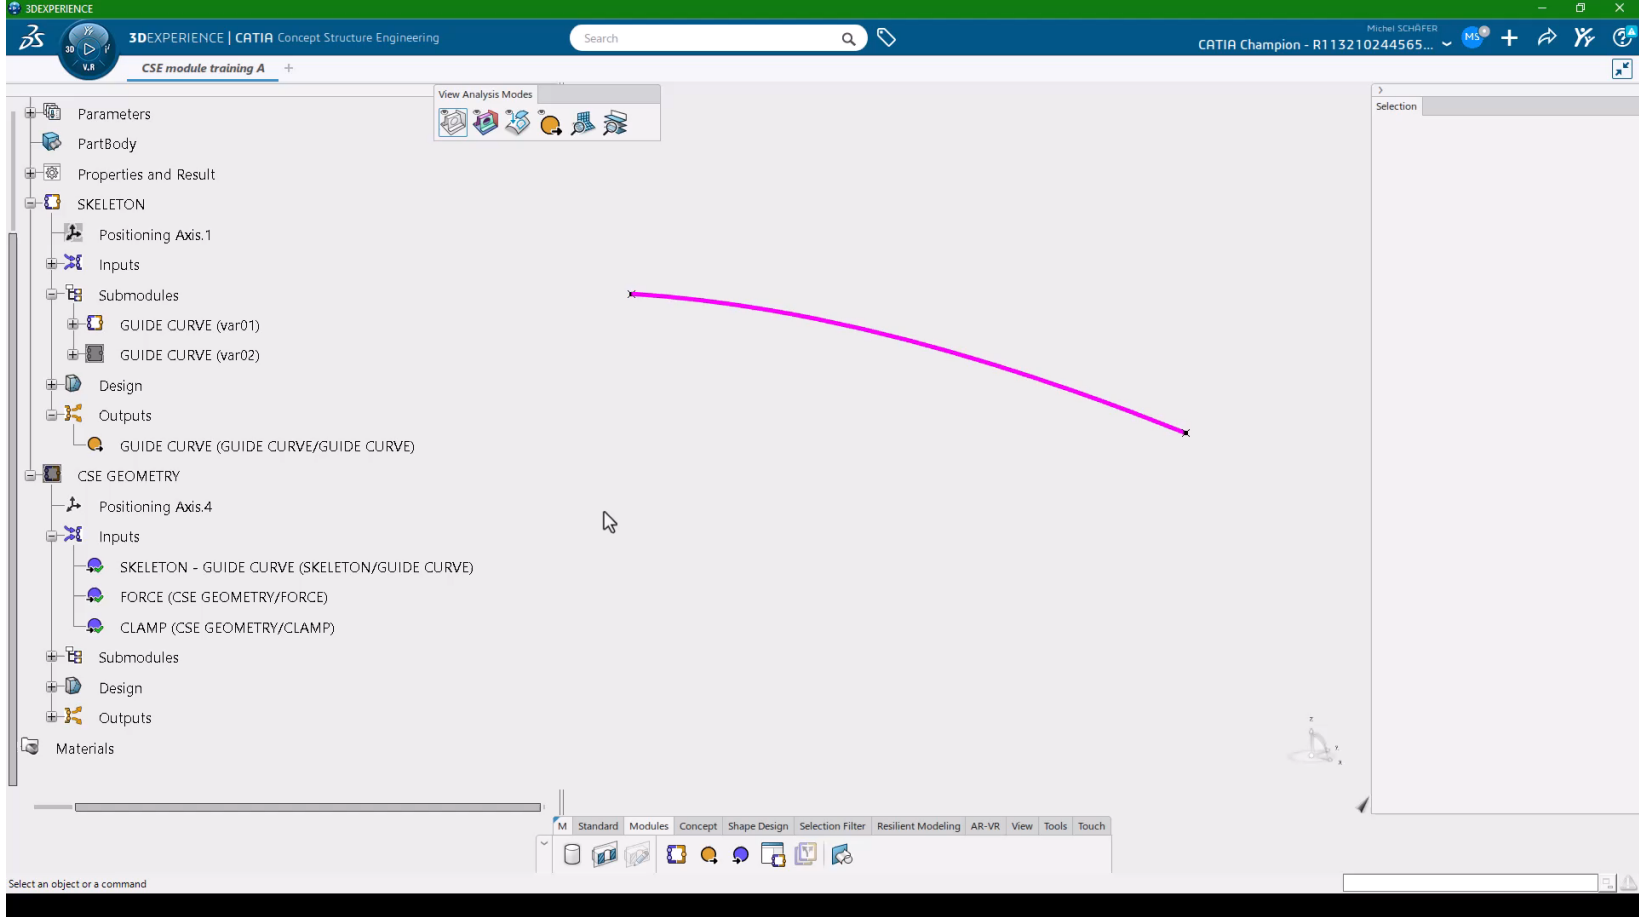 3DEXPERIENCE
3DEXPERIENCE | CATIA Concept Structure Engineering
3D
V.R
Search
Michel SCHÄFER
CATIA Champion - R113210244565...
MS
CSE module training A
View Analysis Modes
Selection
Parameters
PartBody
Properties and Result
SKELETON
Positioning Axis.1
Inputs
Submodules
GUIDE CURVE (var01)
GUIDE CURVE (var02)
Design
Outputs
GUIDE CURVE (GUIDE CURVE/GUIDE CURVE)
CSE GEOMETRY
Positioning Axis.4
Inputs
SKELETON - GUIDE CURVE (SKELETON/GUIDE CURVE)
FORCE (CSE GEOMETRY/FORCE)
CLAMP (CSE GEOMETRY/CLAMP)
Submodules
Design
Outputs
Materials
z
y
x
M Standard Modules Concept Shape Design Selection Filter Resilient Modeling AR-VR View Tools Touch
Select an object or a command